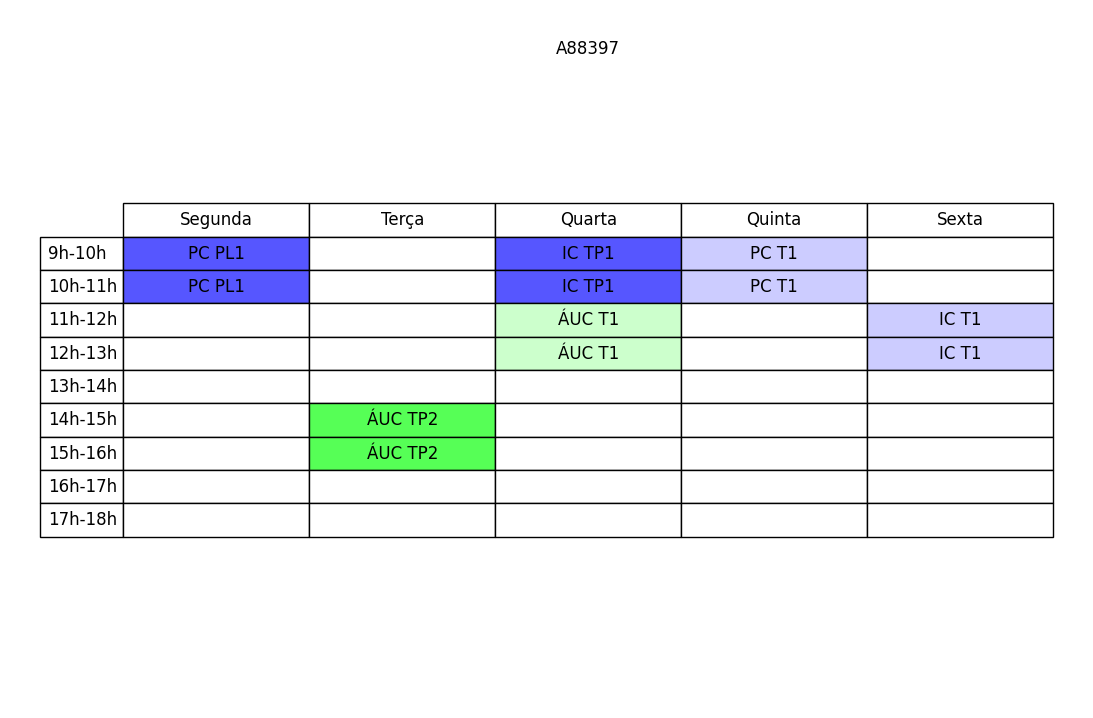 A88397
Segunda Terça Quarta Quinta Sexta
9h-10h PC PL1 IC TP1 PC T1
10h-11h PC PL1 IC TP1 PC T1
11h-12h ÁUC T1 IC T1
12h-13h ÁUC T1 IC T1
13h-14h
14h-15h ÁUC TP2
15h-16h ÁUC TP2
16h-17h
17h-18h